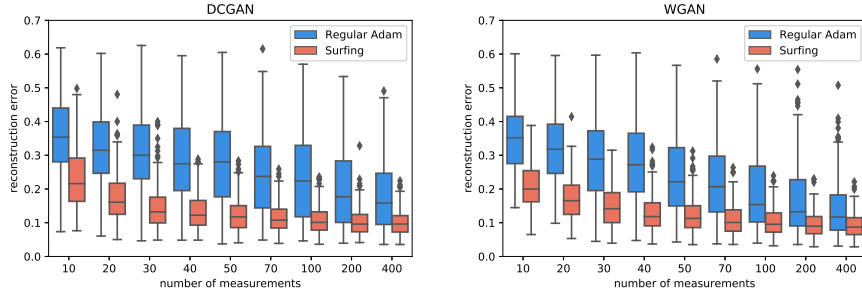 DCGAN
0.7
0.6
0.5
0.4
0.3
0.2
0.1
0.0
reconstruction error
Regular Adam
Surfing
10 20 30 40 50 70 100 200 400
number of measurements
WGAN
0.7
0.6
0.5
0.4
0.3
0.2
0.1
0.0
reconstruction error
Regular Adam
Surfing
10 20 30 40 50 70 100 200 400
number of measurements